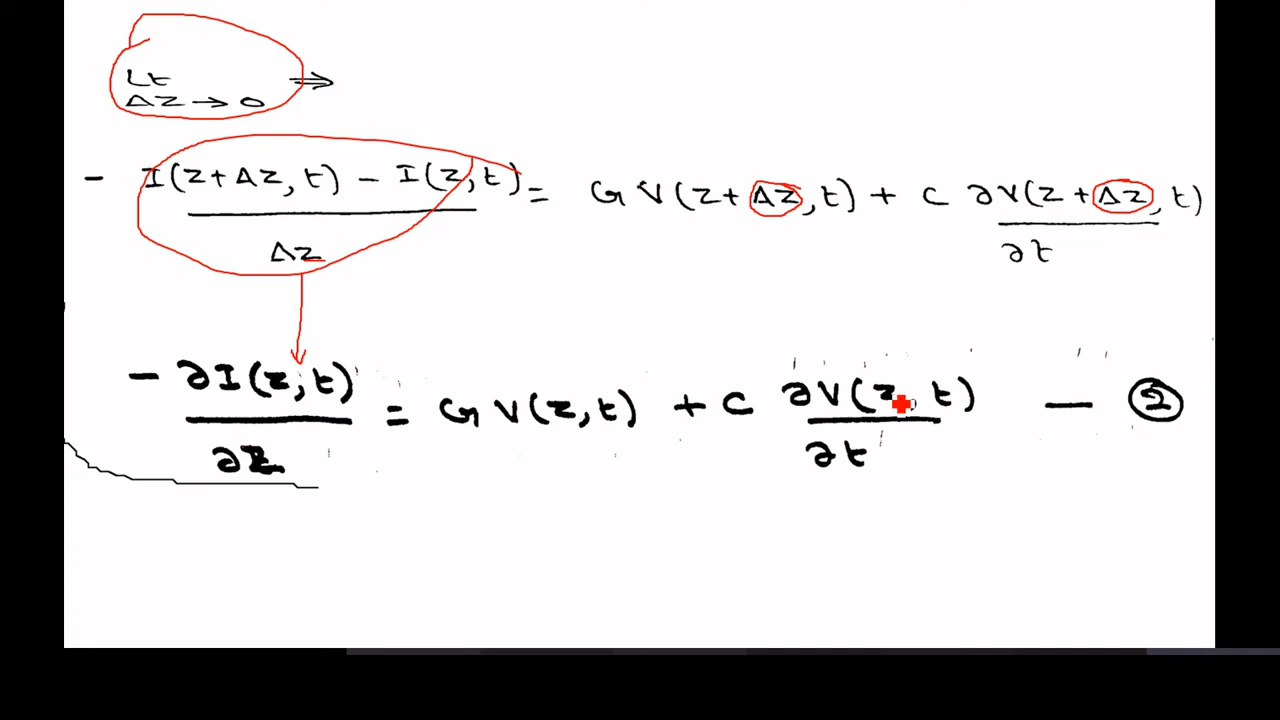 Lt
Δz → 0 ⇒
- I(z+Δz, t) - I(z, t) = G V(z + Δz, t) + C ∂V(z + Δz, t)
Δz ∂t
- ∂I(z, t) = G V(z, t) + C ∂V(z, t) — ②
∂z ∂t